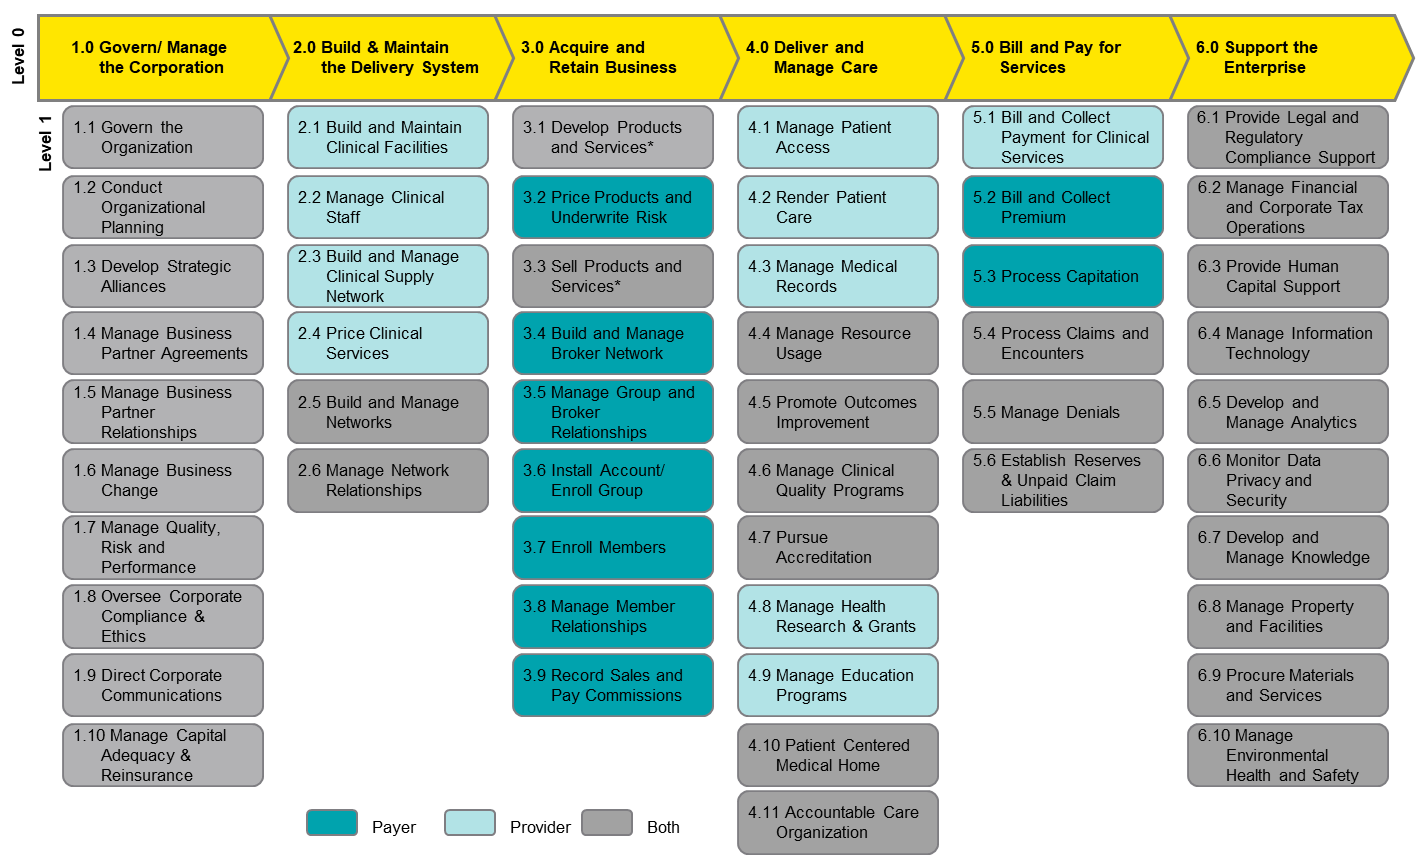 Level 0
1.0 Govern/ Manage
the Corporation
2.0 Build & Maintain
the Delivery System
3.0 Acquire and
Retain Business
4.0 Deliver and
Manage Care
5.0 Bill and Pay for
Services
6.0 Support the
Enterprise
Level 1
1.1 Govern the
Organization
1.2 Conduct
Organizational
Planning
1.3 Develop Strategic
Alliances
1.4 Manage Business
Partner Agreements
1.5 Manage Business
Partner
Relationships
1.6 Manage Business
Change
1.7 Manage Quality,
Risk and
Performance
1.8 Oversee Corporate
Compliance &
Ethics
1.9 Direct Corporate
Communications
1.10 Manage Capital
Adequacy &
Reinsurance
2.1 Build and Maintain
Clinical Facilities
2.2 Manage Clinical
Staff
2.3 Build and Manage
Clinical Supply
Network
2.4 Price Clinical
Services
2.5 Build and Manage
Networks
2.6 Manage Network
Relationships
3.1 Develop Products
and Services*
3.2 Price Products and
Underwrite Risk
3.3 Sell Products and
Services*
3.4 Build and Manage
Broker Network
3.5 Manage Group and
Broker
Relationships
3.6 Install Account/
Enroll Group
3.7 Enroll Members
3.8 Manage Member
Relationships
3.9 Record Sales and
Pay Commissions
4.1 Manage Patient
Access
4.2 Render Patient
Care
4.3 Manage Medical
Records
4.4 Manage Resource
Usage
4.5 Promote Outcomes
Improvement
4.6 Manage Clinical
Quality Programs
4.7 Pursue
Accreditation
4.8 Manage Health
Research & Grants
4.9 Manage Education
Programs
4.10 Patient Centered
Medical Home
4.11 Accountable Care
Organization
5.1 Bill and Collect
Payment for Clinical
Services
5.2 Bill and Collect
Premium
5.3 Process Capitation
5.4 Process Claims and
Encounters
5.5 Manage Denials
5.6 Establish Reserves
& Unpaid Claim
Liabilities
6.1 Provide Legal and
Regulatory
Compliance Support
6.2 Manage Financial
and Corporate Tax
Operations
6.3 Provide Human
Capital Support
6.4 Manage Information
Technology
6.5 Develop and
Manage Analytics
6.6 Monitor Data
Privacy and
Security
6.7 Develop and
Manage Knowledge
6.8 Manage Property
and Facilities
6.9 Procure Materials
and Services
6.10 Manage
Environmental
Health and Safety
Payer
Provider
Both